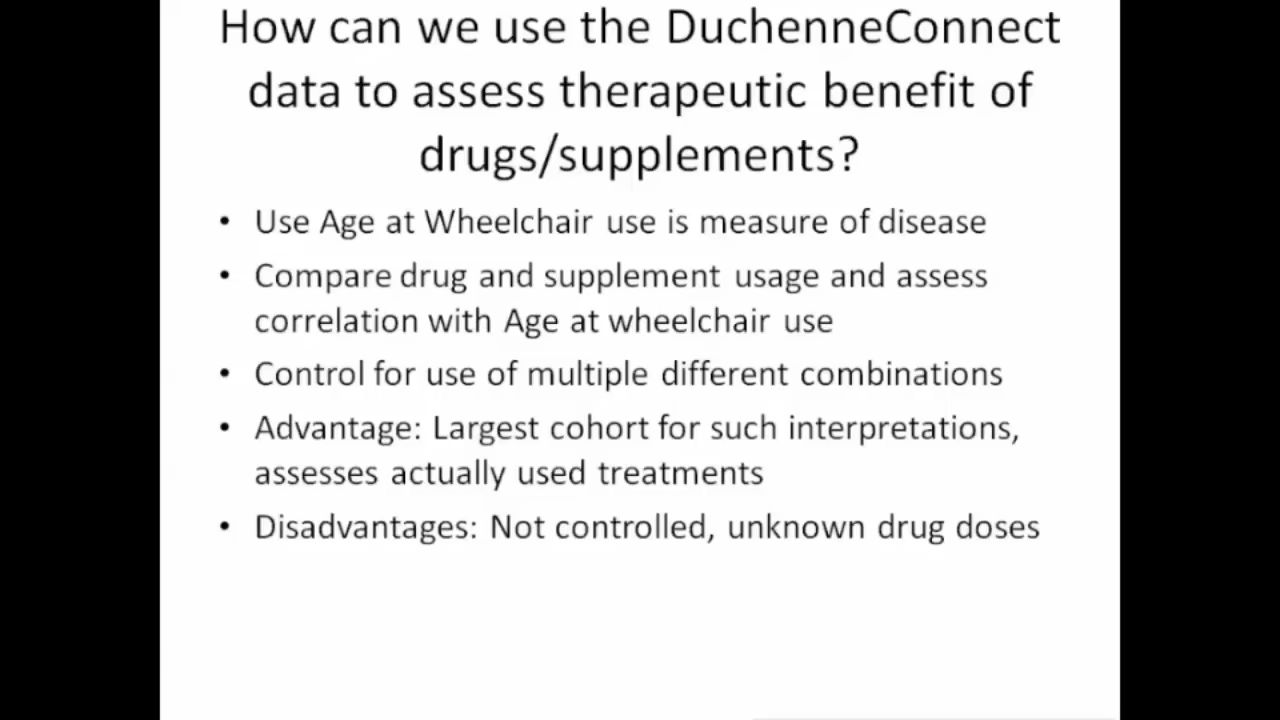 How can we use the DuchenneConnect
data to assess therapeutic benefit of
drugs/supplements?
• Use Age at Wheelchair use is measure of disease
• Compare drug and supplement usage and assess
correlation with Age at wheelchair use
• Control for use of multiple different combinations
• Advantage: Largest cohort for such interpretations,
assesses actually used treatments
• Disadvantages: Not controlled, unknown drug doses